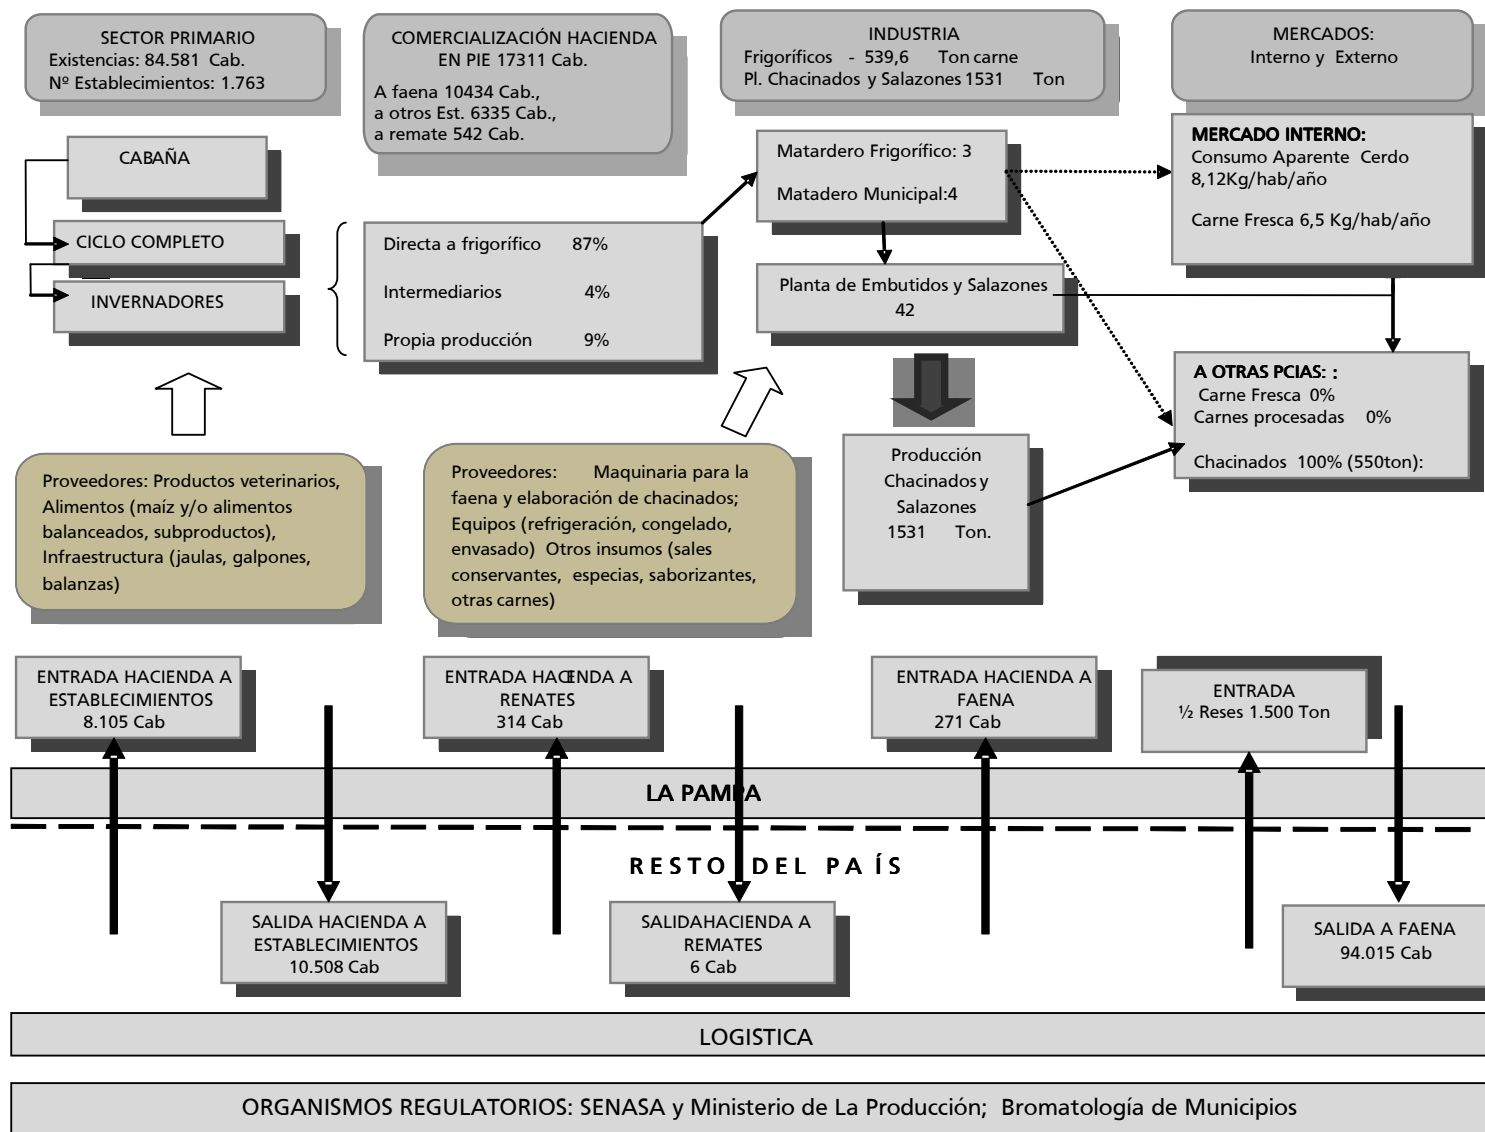 SECTOR PRIMARIO
Existencias: 84.581 Cab.
Nº Establecimientos: 1.763
COMERCIALIZACIÓN HACIENDA
EN PIE 17311 Cab.
A faena 10434 Cab.,
a otros Est. 6335 Cab.,
a remate 542 Cab.
INDUSTRIA
Frigoríficos - 539,6 Ton carne
Pl. Chacinados y Salazones 1531 Ton
MERCADOS:
Interno y Externo
CABAÑA
CICLO COMPLETO
INVERNADORES
Directa a frigorífico 87%
Intermediarios 4%
Propia producción 9%
Matardero Frigorífico: 3
Matadero Municipal:4
Planta de Embutidos y Salazones
42
MERCADO INTERNO:
Consumo Aparente Cerdo
8,12Kg/hab/año
Carne Fresca 6,5 Kg/hab/año
A OTRAS PCIAS: :
Carne Fresca 0%
Carnes procesadas 0%
Chacinados 100% (550ton):
Producción
Chacinados y
Salazones
1531 Ton.
Proveedores: Productos veterinarios,
Alimentos (maíz y/o alimentos
balanceados, subproductos),
Infraestructura (jaulas, galpones,
balanzas)
Proveedores: Maquinaria para la
faena y elaboración de chacinados;
Equipos (refrigeración, congelado,
envasado) Otros insumos (sales
conservantes, especias, saborizantes,
otras carnes)
ENTRADA HACIENDA A
ESTABLECIMIENTOS
8.105 Cab
ENTRADA HACIENDA A
RENATES
314 Cab
ENTRADA HACIENDA A
FAENA
271 Cab
ENTRADA
½ Reses 1.500 Ton
LA PAMPA
RESTO DEL PAÍS
SALIDA HACIENDA A
ESTABLECIMIENTOS
10.508 Cab
SALIDAHACIENDA A
REMATES
6 Cab
SALIDA A FAENA
94.015 Cab
LOGISTICA
ORGANISMOS REGULATORIOS: SENASA y Ministerio de La Producción; Bromatología de Municipios